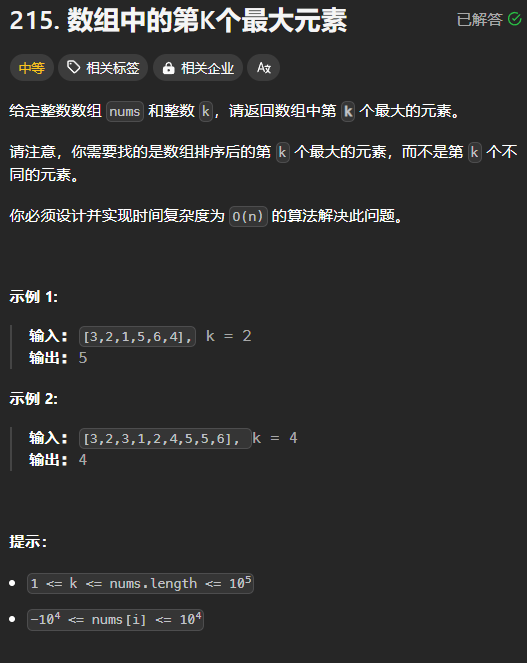 215. 数组中的第K个最大元素
已解答
中等 相关标签 相关企业 Aあ
给定整数数组 nums 和整数 k，请返回数组中第 k 个最大的元素。
请注意，你需要找的是数组排序后的第 k 个最大的元素，而不是第 k 个不
同的元素。
你必须设计并实现时间复杂度为 O(n) 的算法解决此问题。
示例 1:
输入: [3,2,1,5,6,4], k = 2
输出: 5
示例 2:
输入: [3,2,3,1,2,4,5,5,6], k = 4
输出: 4
提示：
1 <= k <= nums.length <= 10⁵
-10⁴ <= nums[i] <= 10⁴